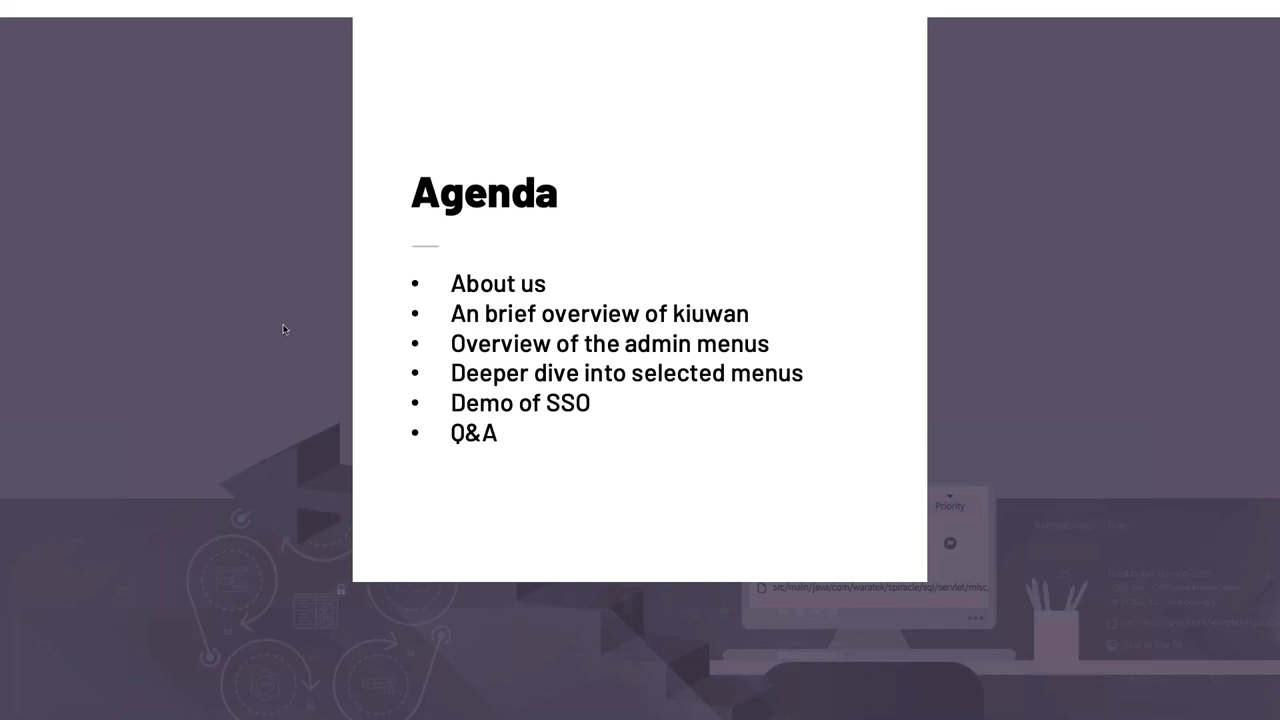 Agenda
• About us
• An brief overview of kiuwan
• Overview of the admin menus
• Deeper dive into selected menus
• Demo of SSO
• Q&A
Priority
src/main/java/com/waratek/spiracle/sql/servlet/misc,